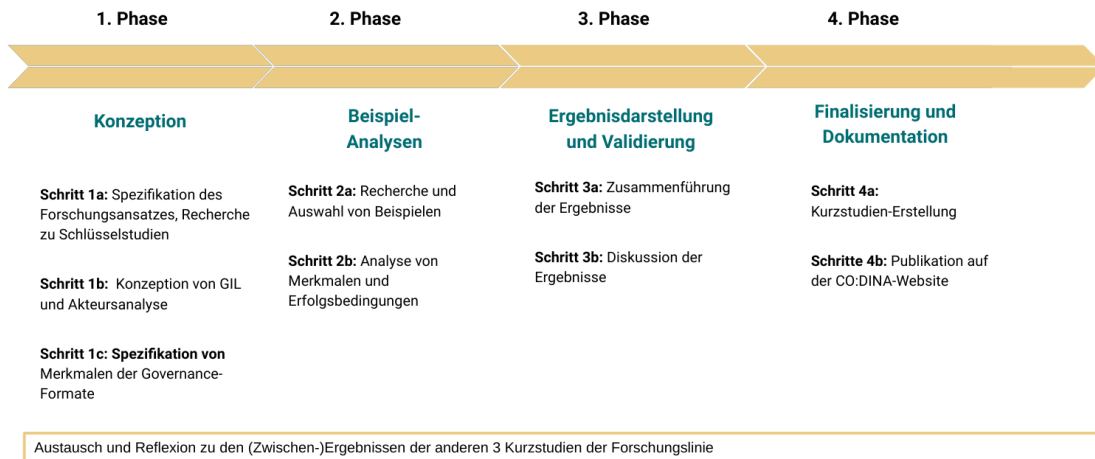 1. Phase
2. Phase
3. Phase
4. Phase
Konzeption
Schritt 1a: Spezifikation des
Forschungsansatzes, Recherche
zu Schlüsselstudien
Schritt 1b: Konzeption von GIL
und Akteursanalyse
Schritt 1c: Spezifikation von
Merkmalen der Governance-
Formate
Beispiel-
Analysen
Schritt 2a: Recherche und
Auswahl von Beispielen
Schritt 2b: Analyse von
Merkmalen und
Erfolgsbedingungen
Ergebnisdarstellung
und Validierung
Schritt 3a: Zusammenführung
der Ergebnisse
Schritt 3b: Diskussion der
Ergebnisse
Finalisierung und
Dokumentation
Schritt 4a:
Kurzstudien-Erstellung
Schritte 4b: Publikation auf
der CO:DINA-Website
Austausch und Reflexion zu den (Zwischen-)Ergebnissen der anderen 3 Kurzstudien der Forschungslinie